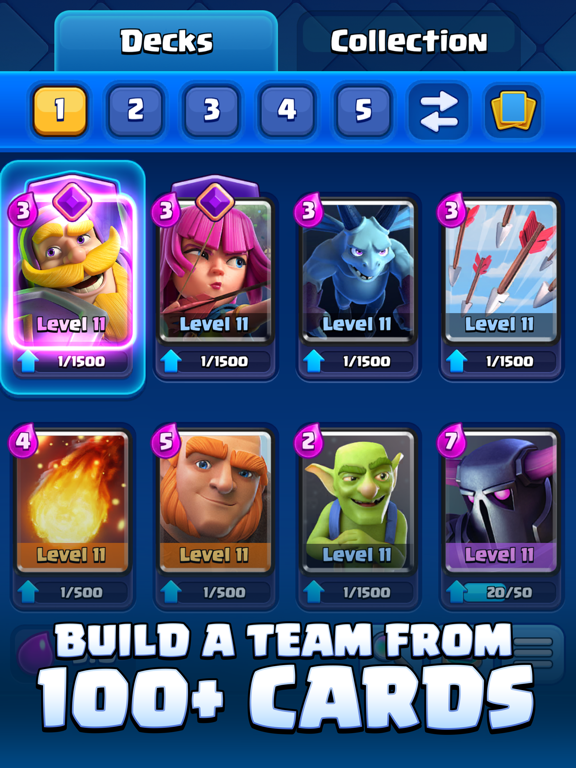 Decks Collection
1 2 3 4 5
3 3 3 3
Level 11 Level 11 Level 11 Level 11
1/1500 1/1500 1/1500 1/1500
4 5 2 7
Level 11 Level 11 Level 11 Level 11
1/500 1/500 1/1500 20/50
BUILD A TEAM FROM
100+ CARDS